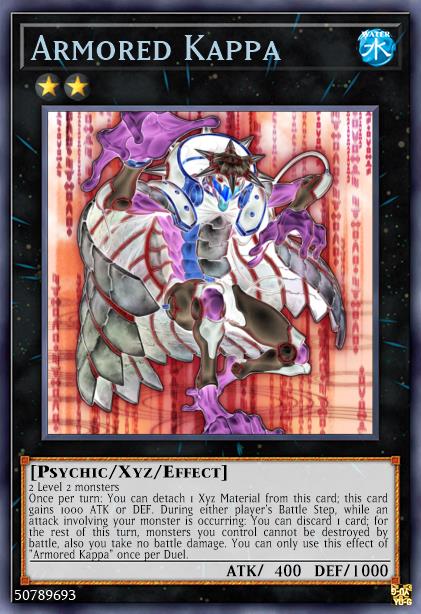 ARMORED KAPPA
WATER
水
[PSYCHIC/XYZ/EFFECT]
2 Level 2 monsters
Once per turn: You can detach 1 Xyz Material from this card; this card
gains 1000 ATK or DEF. During either player's Battle Step, while an
attack involving your monster is occurring: You can discard 1 card; for
the rest of this turn, monsters you control cannot be destroyed by
battle, also you take no damage. You can only use this effect of
"Armored Kappa" once per Duel.
ATK/ 400 DEF/1000
50789693